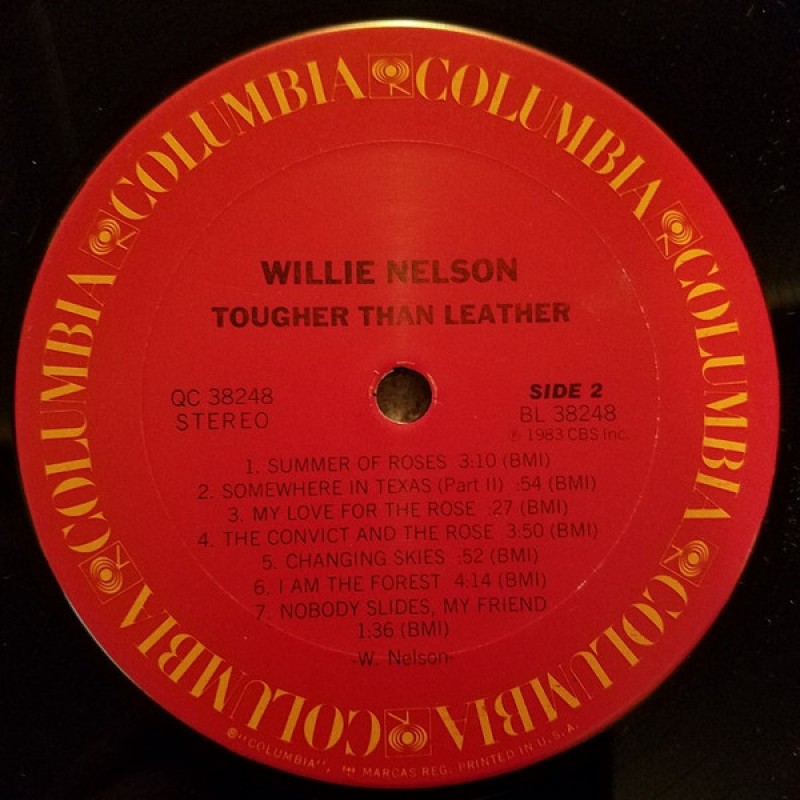 COLUMBIA COLUMBIA COLUMBIA COLUMBIA COLUMBIA COLUMBIA COLUMBIA
WILLIE NELSON
TOUGHER THAN LEATHER
QC 38248
STEREO
SIDE 2
BL 38248
℗ 1983 CBS Inc.
1. SUMMER OF ROSES 3:10 (BMI)
2. SOMEWHERE IN TEXAS (Part II) :54 (BMI)
3. MY LOVE FOR THE ROSE :27 (BMI)
4. THE CONVICT AND THE ROSE 3:50 (BMI)
5. CHANGING SKIES :52 (BMI)
6. I AM THE FOREST 4:14 (BMI)
7. NOBODY SLIDES, MY FRIEND
1:36 (BMI)
-W. Nelson-
®"COLUMBIA", MARCAS REG. PRINTED IN U.S.A.